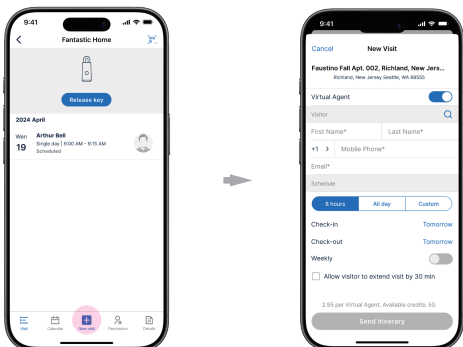 9:41
Fantastic Home
Release key
2024 April
Wen
19
Arthur Bell
Single day | 9:00 AM - 9:15 AM
Scheduled
Visit
Calendar
New visit
Permission
Details
9:41
Cancel
New Visit
Faustino Fall Apt. 002, Richland, New Jers...
Richland, New Jersey Seattle, WA 98555
Virtual Agent
Visitor
First Name*
Last Name*
+1 > Mobile Phone*
Email*
Schedule
8 hours
All day
Custom
Check-in
Tomorrow
Check-out
Tomorrow
Weekly
Allow visitor to extend visit by 30 min
2.95 per Virtual Agent. Available credits: 50.
Send itinerary